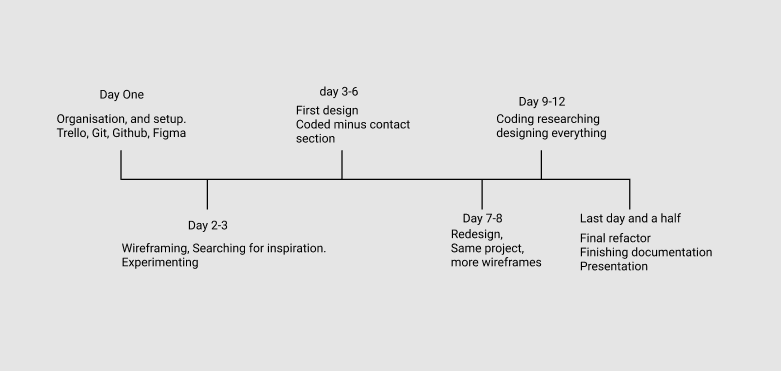 Day One
Organisation, and setup.
Trello, Git, Github, Figma
Day 2-3
Wireframing, Searching for inspiration.
Experimenting
day 3-6
First design
Coded minus contact
section
Day 7-8
Redesign,
Same project,
more wireframes
Day 9-12
Coding researching
designing everything
Last day and a half
Final refactor
Finishing documentation
Presentation